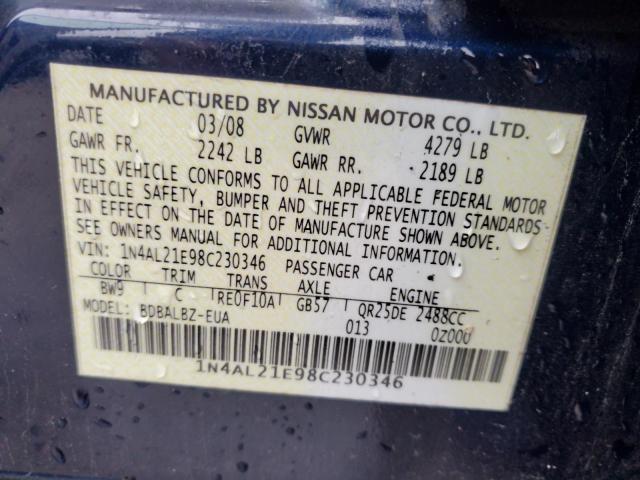 MANUFACTURED BY NISSAN MOTOR CO., LTD.
DATE 03/08 GVWR 4279 LB
GAWR FR. 2242 LB GAWR RR. 2189 LB
THIS VEHICLE CONFORMS TO ALL APPLICABLE FEDERAL MOTOR
VEHICLE SAFETY, BUMPER AND THEFT PREVENTION STANDARDS
IN EFFECT ON THE DATE OF MANUFACTURE SHOWN ABOVE.
SEE OWNERS MANUAL FOR ADDITIONAL INFORMATION.
VIN: 1N4AL21E98C230346 PASSENGER CAR
COLOR TRIM TRANS AXLE ENGINE
BW9 C RE0F10A GB57 QR25DE 2488CC
MODEL: BDBALBZ-EUA 013 0Z000
1N4AL21E98C230346